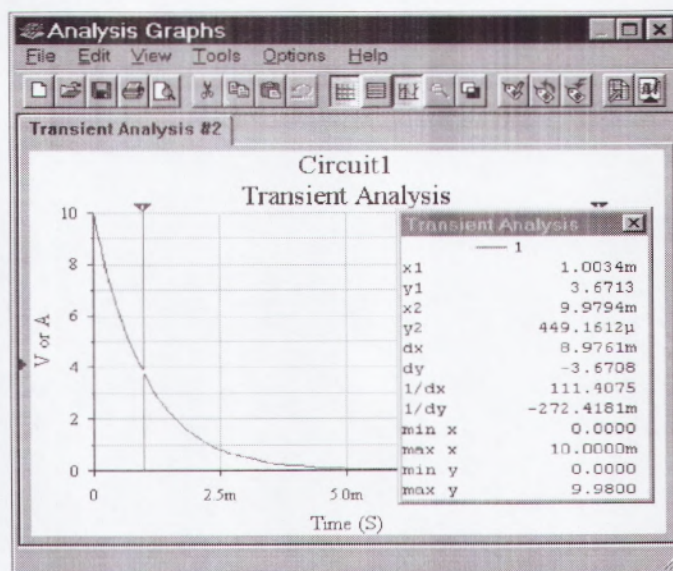 Analysis Graphs
File Edit View Tools Options Help
Transient Analysis #2
Circuit1
Transient Analysis
V or A
10
8
6
4
2
0
0 2.5m 5 0m
Time (S)
Transient Analysis
1
x1 1.0034m
y1 3.6713
x2 9.9794m
y2 449.1612μ
dx 8.9761m
dy -3.6708
1/dx 111.4075
1/dy -272.4181m
min x 0.0000
max x 10.0000m
min y 0.0000
max y 9.9800